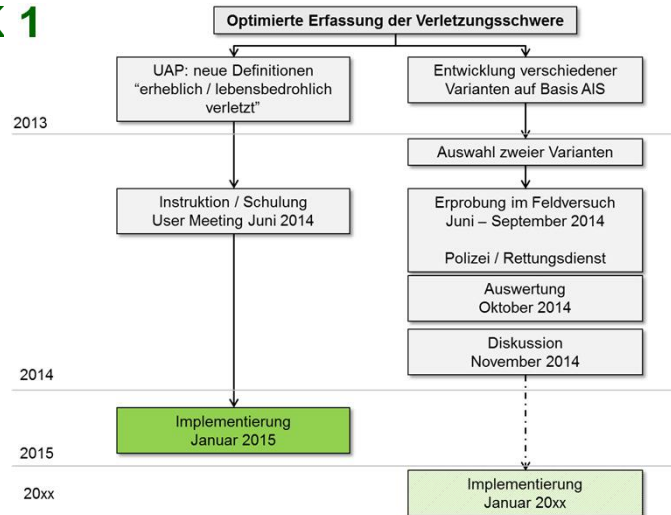 K 1
Optimierte Erfassung der Verletzungsschwere
UAP: neue Definitionen
“erheblich / lebensbedrohlich
verletzt”
Entwicklung verschiedener
Varianten auf Basis AIS
2013
Auswahl zweier Varianten
Instruktion / Schulung
User Meeting Juni 2014
Erprobung im Feldversuch
Juni – September 2014
Polizei / Rettungsdienst
Auswertung
Oktober 2014
Diskussion
November 2014
2014
Implementierung
Januar 2015
2015
Implementierung
Januar 20xx
20xx